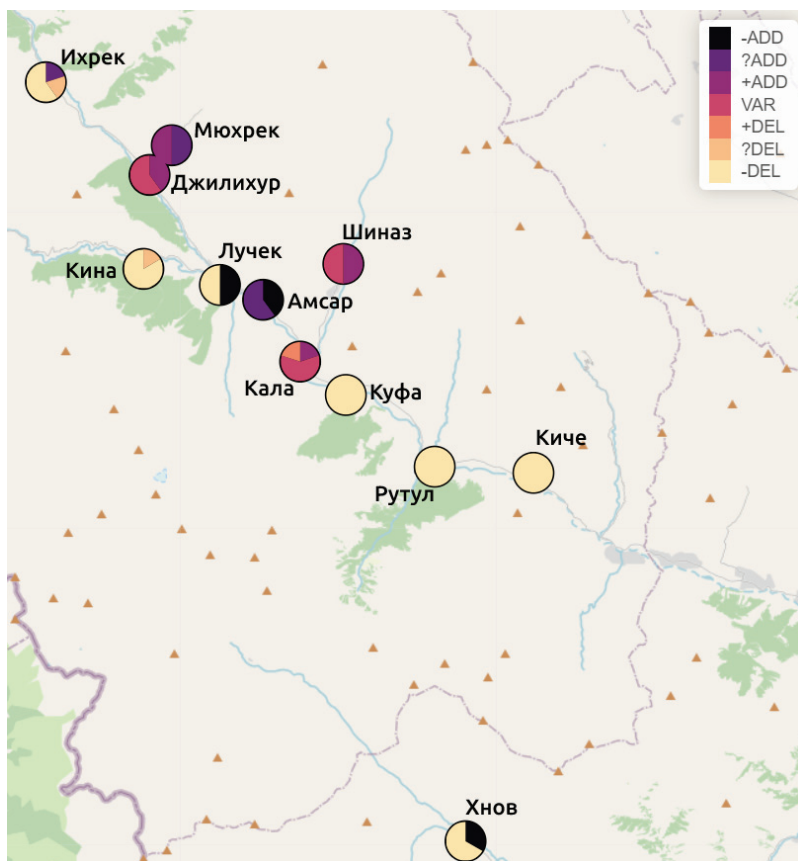 Ихрек
-ADD
?ADD
+ADD
VAR
+DEL
?DEL
-DEL
Мюхрек
Джилихур
Шиназ
Лучек
Кина
Амсар
Кала
Куфа
Киче
Рутул
Хнов